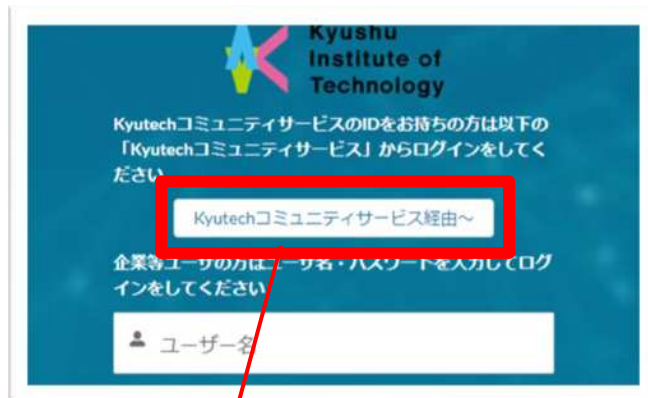 Kyushu
Institute of
Technology
KyutechコミュニティサービスのIDをお持ちの方は以下の
「Kyutechコミュニティサービス」からログインをしてく
ださい
Kyutechコミュニティサービス経由～
企業等ユーザの方はユーザ名・パスワードを入力してログ
インをしてください
ユーザー名